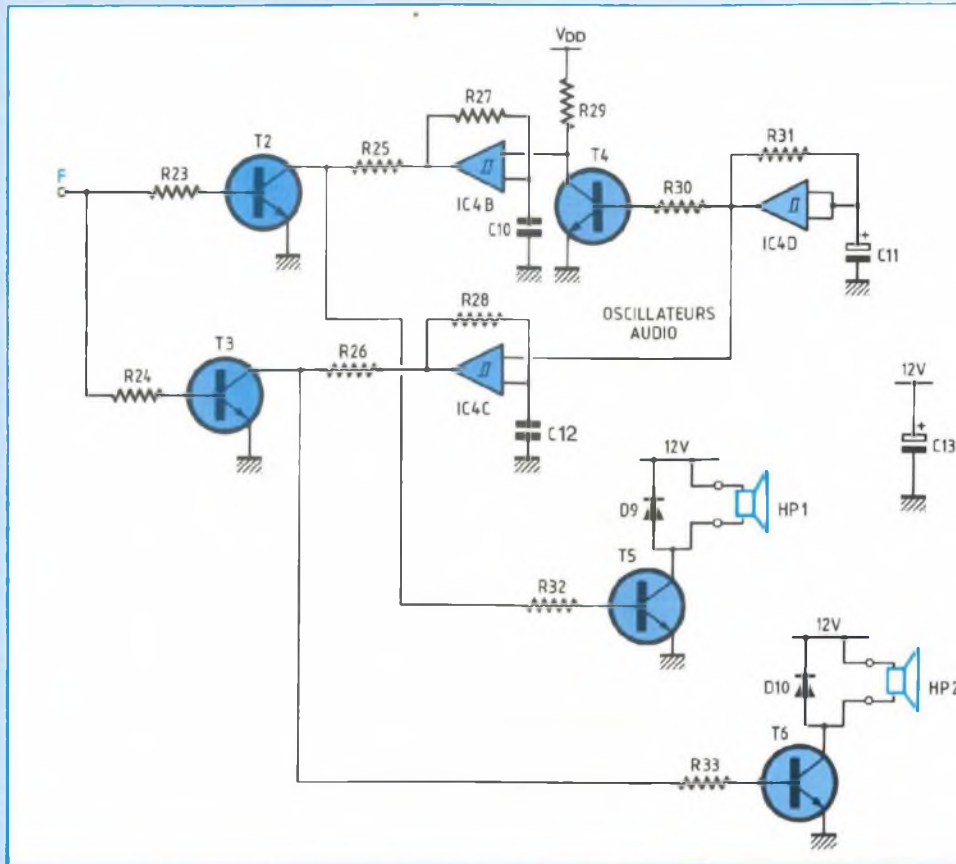 VDD
R27
R29
R31
T2
R25
T4
F
R23
R30
IC4B
IC4D
C10
C11
R28
OSCILLATEURS
AUDIO
T3
R26
12V
R24
IC4C
C12
C13
12V
D9
HP1
T5
R32
12V
D10
HP2
T6
R33